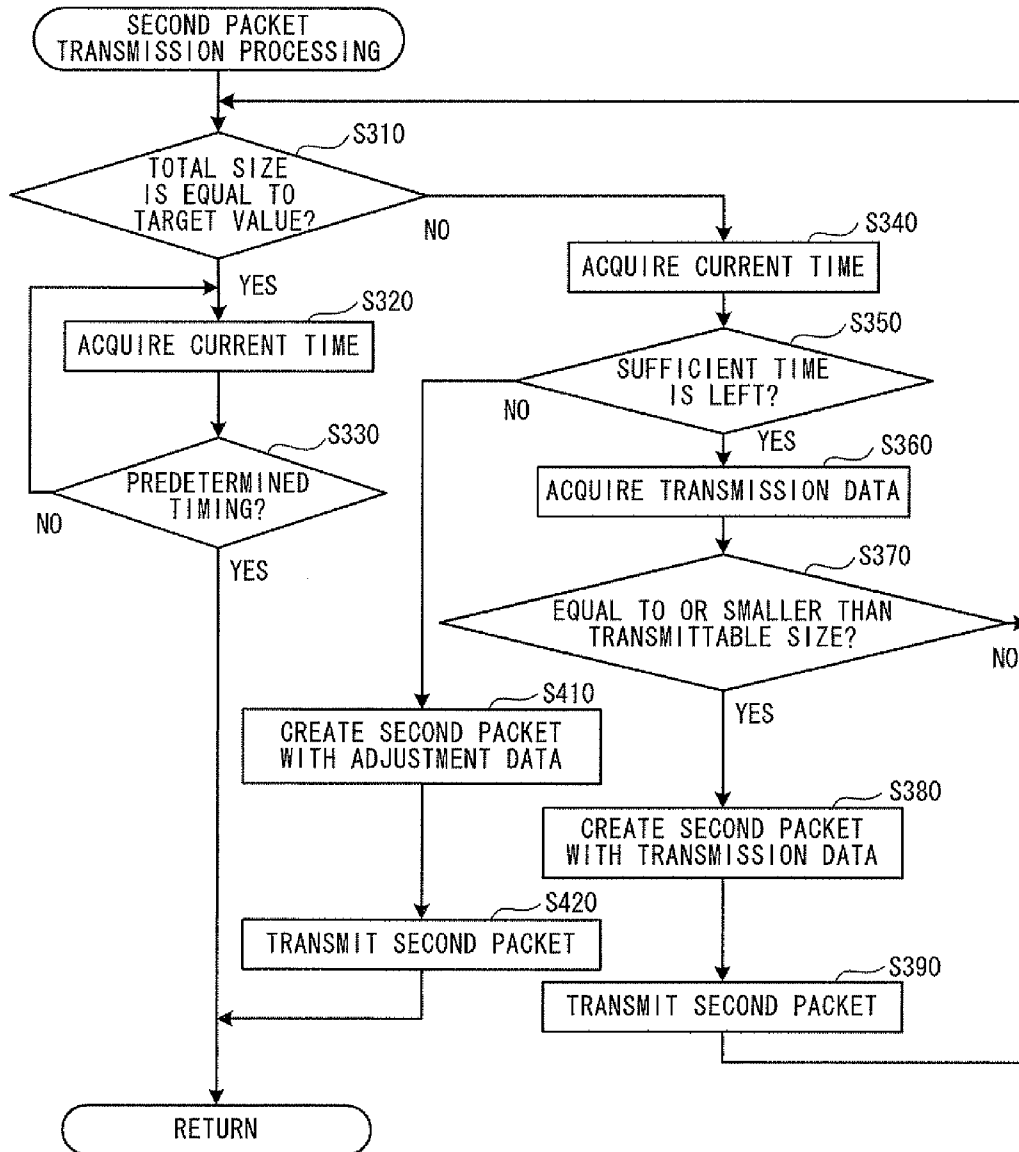 SECOND PACKET
TRANSMISSION PROCESSING
S310
TOTAL SIZE
IS EQUAL TO
TARGET VALUE?
NO
YES
S320
ACQUIRE CURRENT TIME
S330
PREDETERMINED
TIMING?
NO
YES
S340
ACQUIRE CURRENT TIME
S350
SUFFICIENT TIME
IS LEFT?
NO
YES
S360
ACQUIRE TRANSMISSION DATA
S370
EQUAL TO OR SMALLER THAN
TRANSMITTABLE SIZE?
NO
YES
S410
CREATE SECOND PACKET
WITH ADJUSTMENT DATA
S380
CREATE SECOND PACKET
WITH TRANSMISSION DATA
S420
TRANSMIT SECOND PACKET
S390
TRANSMIT SECOND PACKET
RETURN